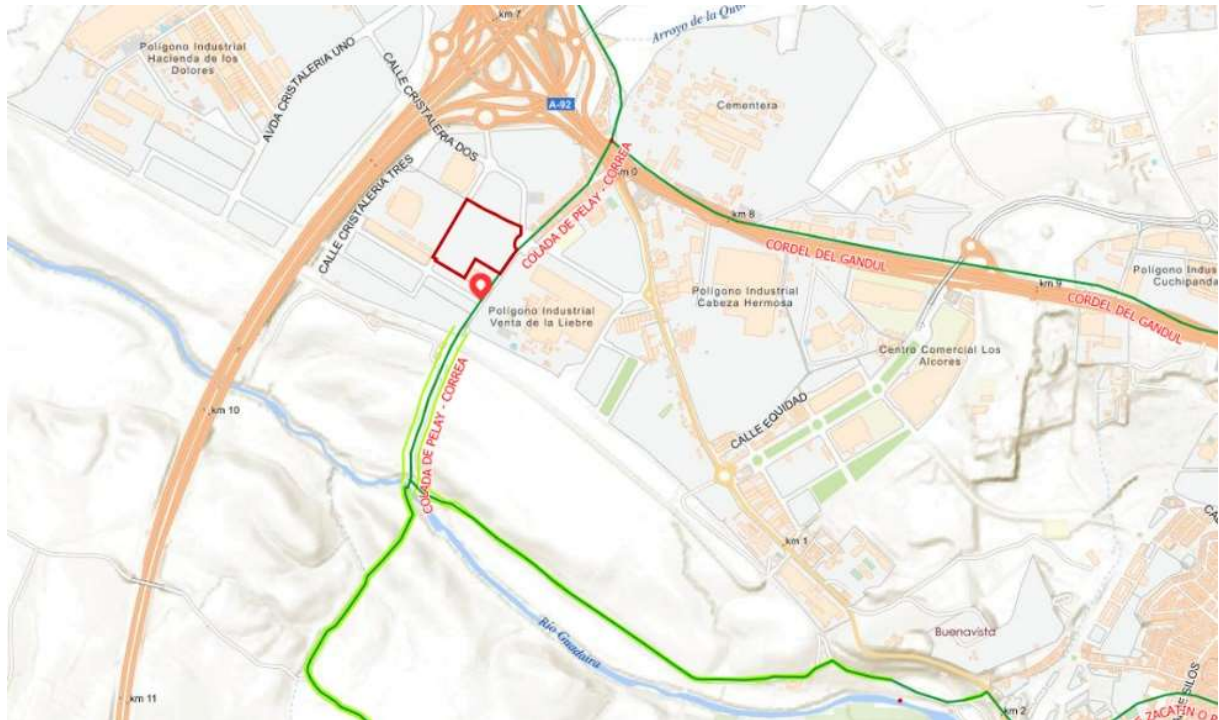 km 7
Arroyo de la Qui
Polígono Industrial
Hacienda de los
Dolores
AVDA CRISTALERIA UNO
CALLE CRISTALERIA DOS
A-92
Cementera
CALLE CRISTALERIA TRES
km 0
COLADA DE PELAY - CORREA
km 8
CORDEL DEL GANDUL
km 9
CORDEL DEL GANDUL
Polígono Indus
Cuchipanda
Polígono Industrial
Cabeza Hermosa
Polígono Industrial
Venta de la Liebre
Centro Comercial Los
Alcores
COLADA DE PELAY - CORREA
km 10
CALLE EQUIDAD
km 1
Río Guadaíra
Buenavista
km 11
km 2
E SILOS